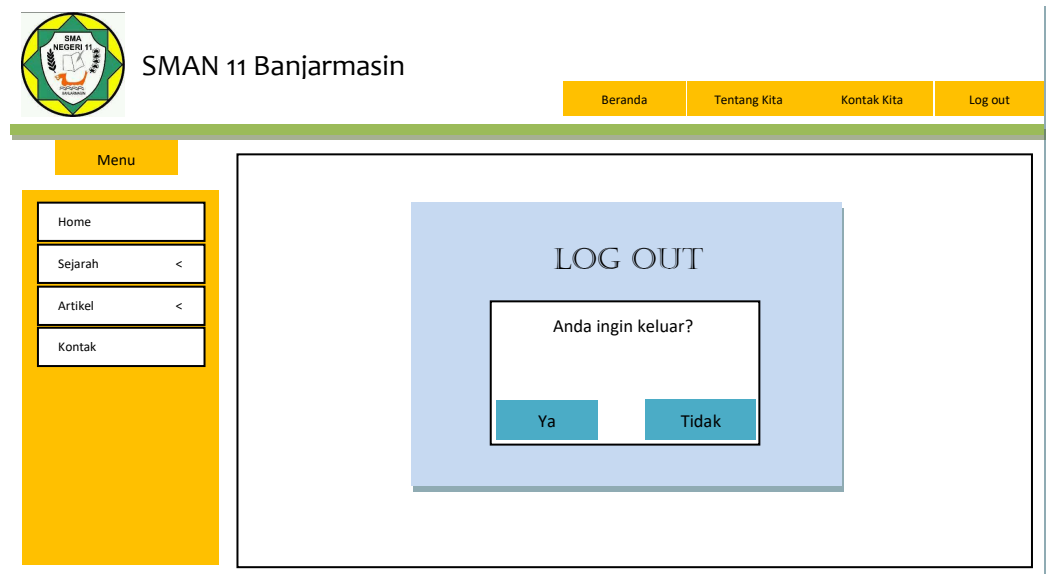 SMA
NEGERI 11
BANJARMASIN
SMAN 11 Banjarmasin
Beranda Tentang Kita Kontak Kita Log out
Menu
Home
Sejarah <
Artikel <
Kontak
LOG OUT
Anda ingin keluar?
Ya Tidak